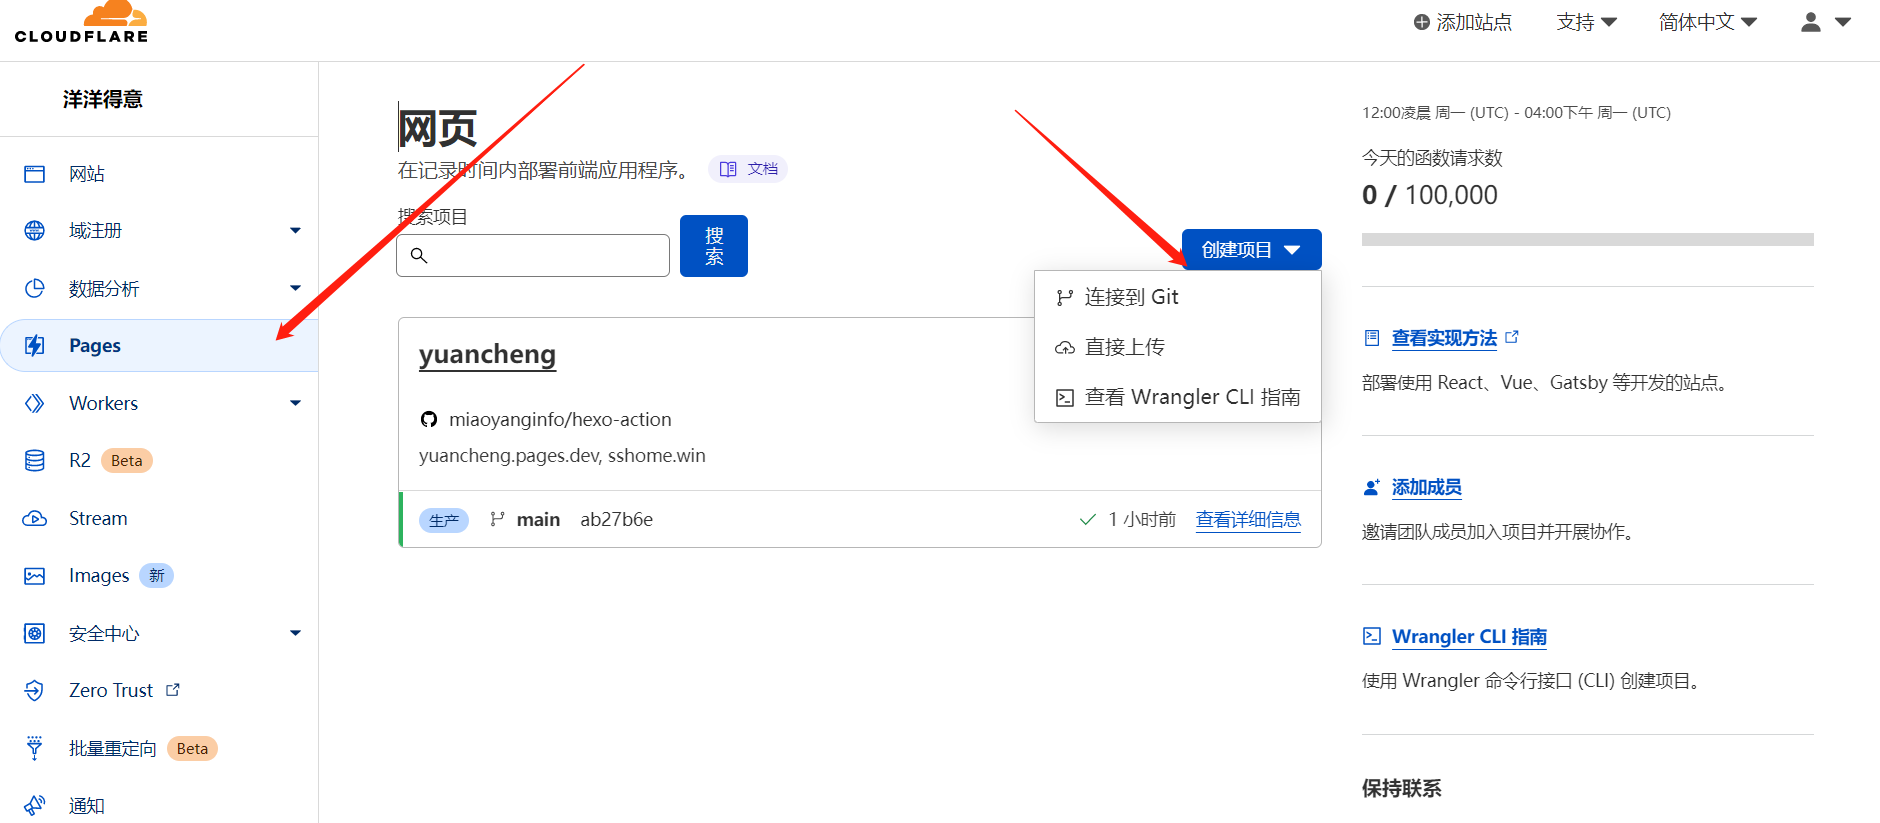 CLOUDFLARE
添加站点
支持
简体中文
洋洋得意
网站
域注册
数据分析
Pages
Workers
R2 Beta
Stream
Images 新
安全中心
Zero Trust
批量重定向 Beta
通知
网页
在记录时间内部署前端应用程序。 文档
搜索项目
搜
索
创建项目
连接到 Git
直接上传
查看 Wrangler CLI 指南
yuancheng
miaoyanginfo/hexo-action
yuancheng.pages.dev, sshome.win
生产 main ab27b6e 1 小时前 查看详细信息
12:00凌晨 周一 (UTC) - 04:00下午 周一 (UTC)
今天的函数请求数
0 / 100,000
查看实现方法
部署使用 React、Vue、Gatsby 等开发的站点。
添加成员
邀请团队成员加入项目并开展协作。
Wrangler CLI 指南
使用 Wrangler 命令行接口 (CLI) 创建项目。
保持联系